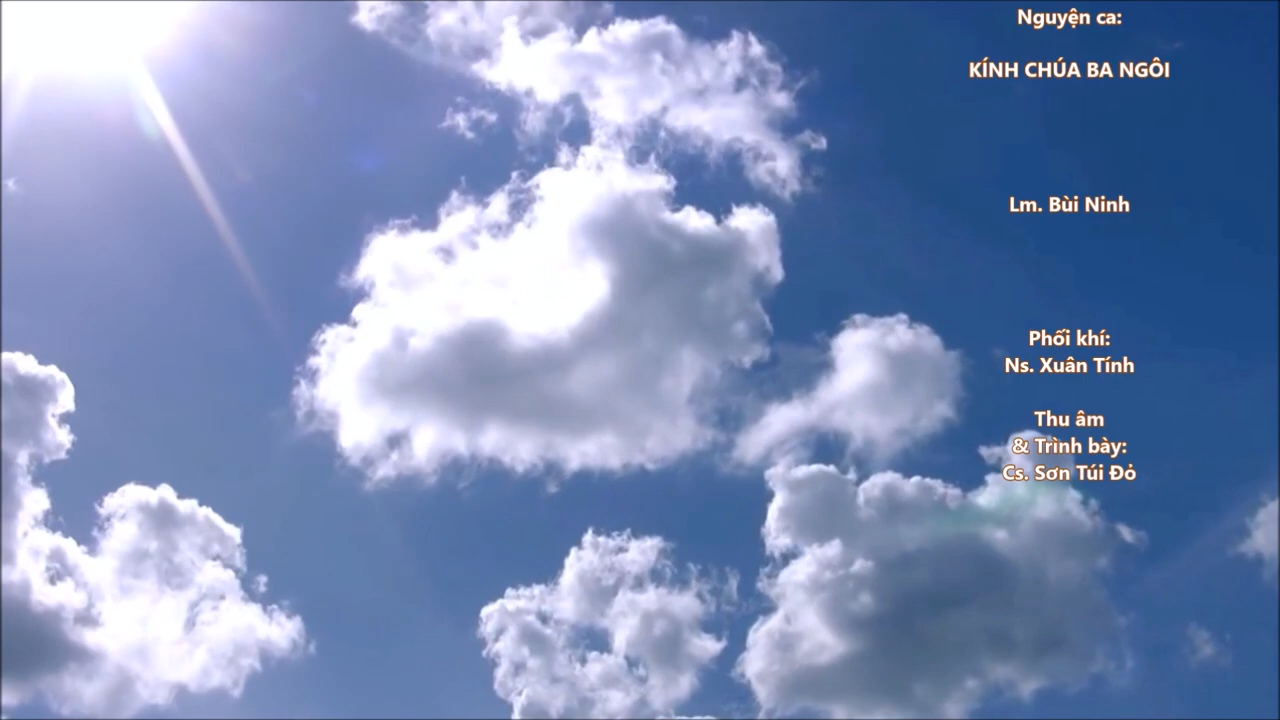 Nguyện ca:
KÍNH CHÚA BA NGÔI
Lm. Bùi Ninh
Phối khí:
Ns. Xuân Tính
Thu âm
& Trình bày:
Cs. Sơn Túi Đỏ